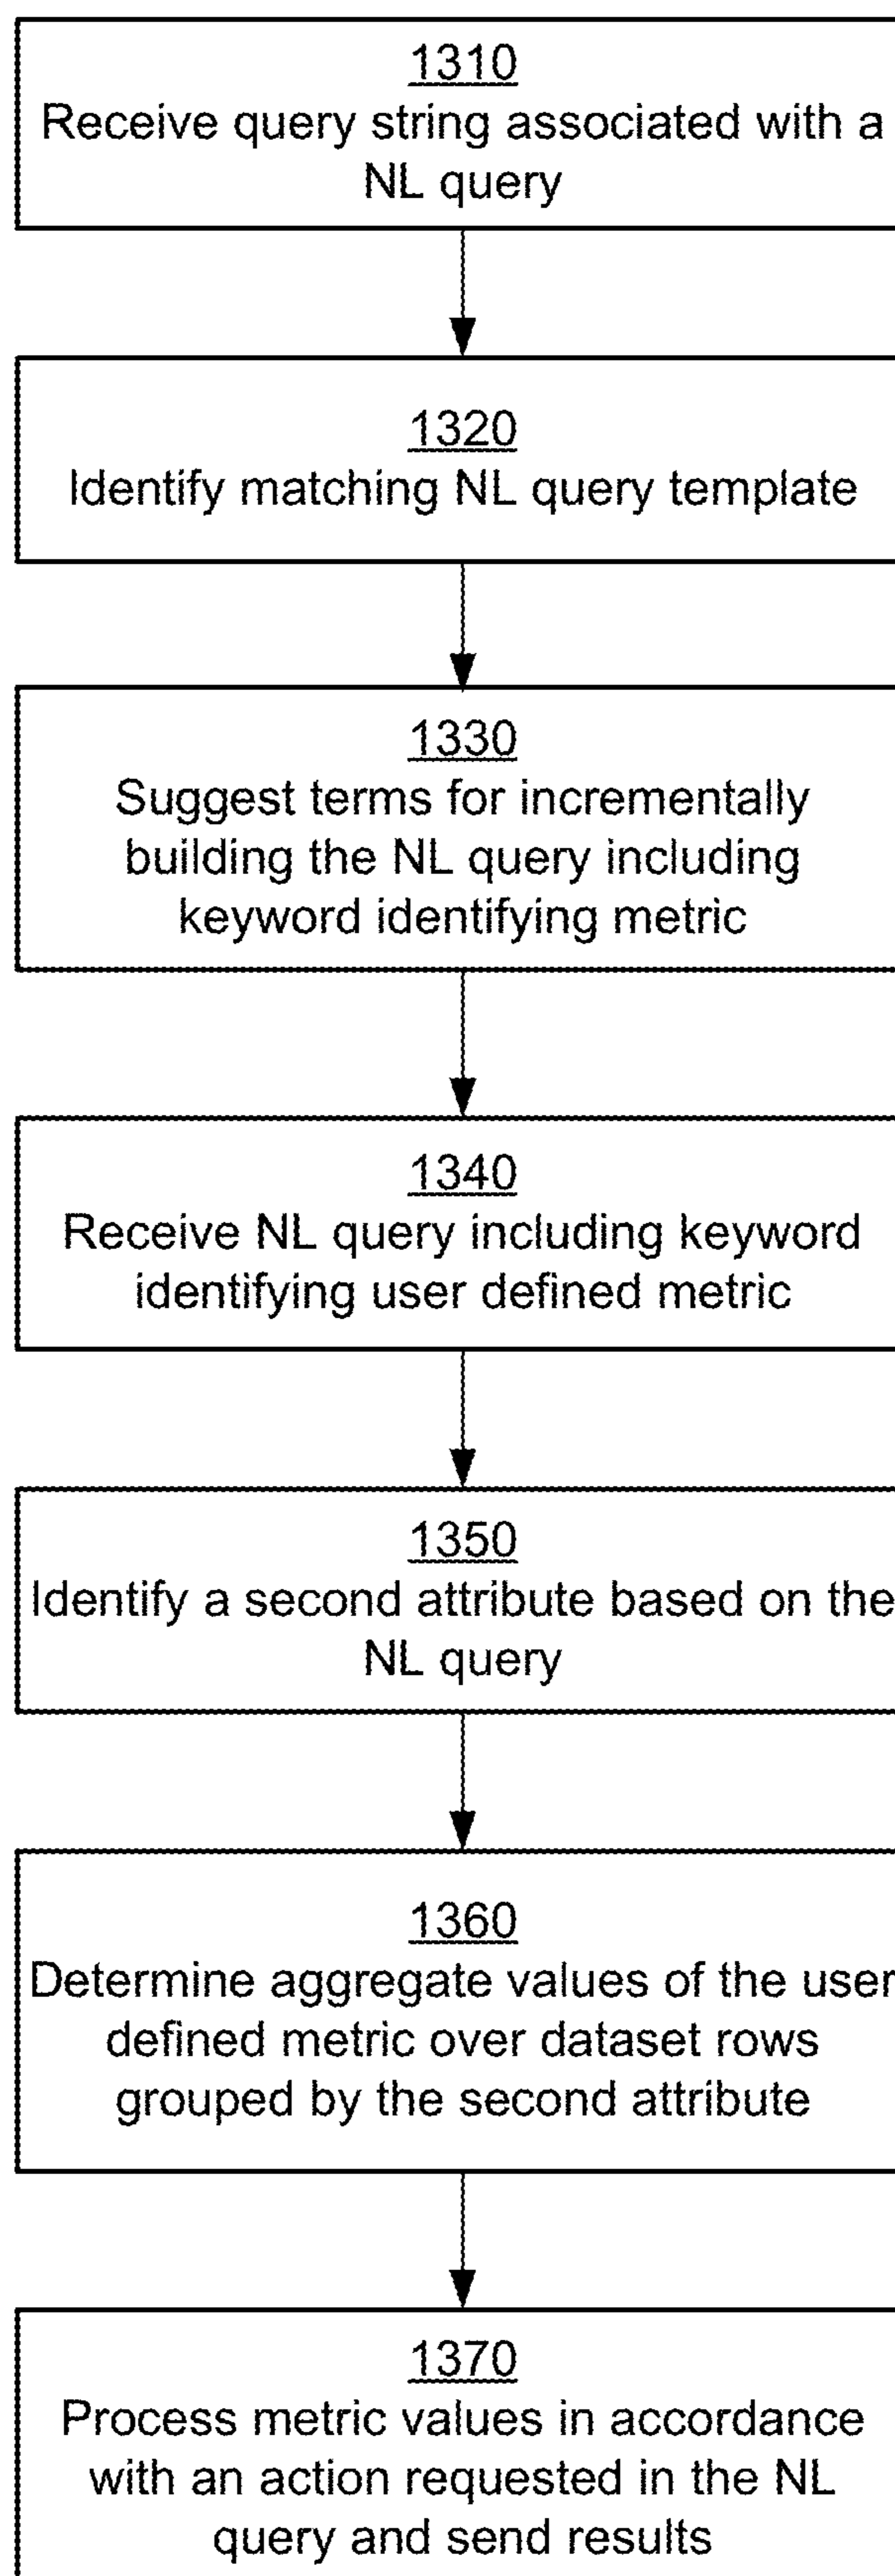 1310
Receive query string associated with a
NL query
1320
Identify matching NL query template
1330
Suggest terms for incrementally
building the NL query including
keyword identifying metric
1340
Receive NL query including keyword
identifying user defined metric
1350
Identify a second attribute based on the
NL query
1360
Determine aggregate values of the user
defined metric over dataset rows
grouped by the second attribute
1370
Process metric values in accordance
with an action requested in the NL
query and send results